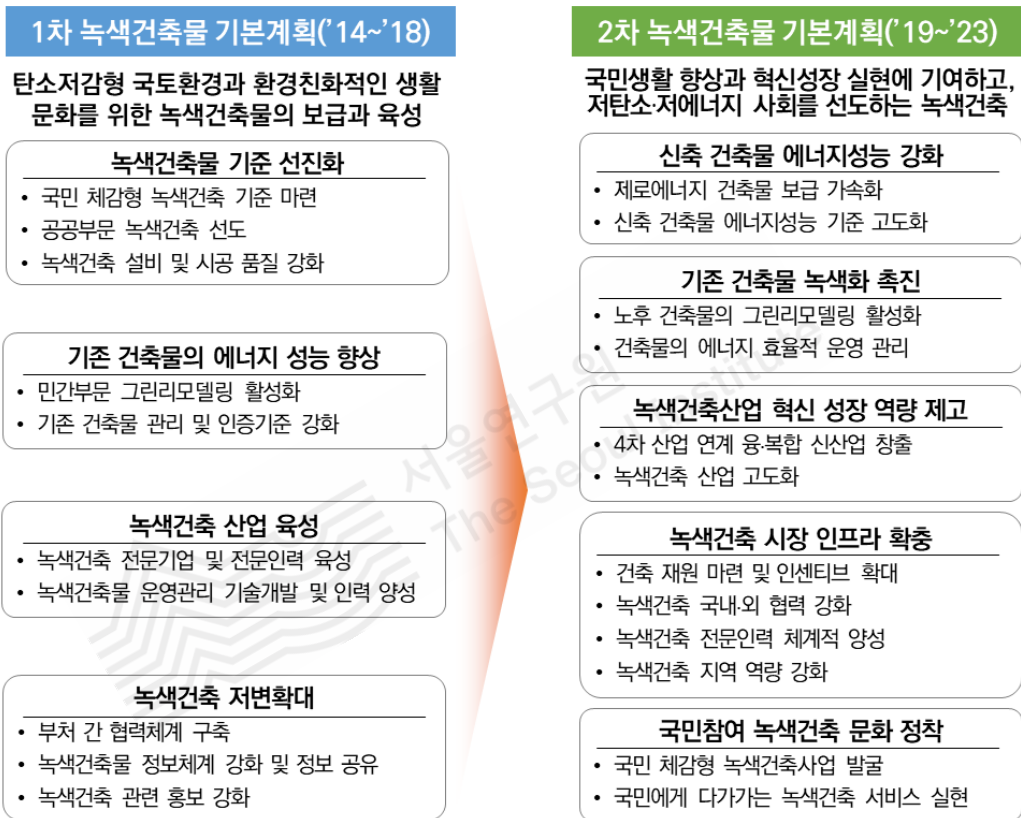 1차 녹색건축물 기본계획('14~'18)
탄소저감형 국토환경과 환경친화적인 생활
문화를 위한 녹색건축물의 보급과 육성
녹색건축물 기준 선진화
• 국민 체감형 녹색건축 기준 마련
• 공공부문 녹색건축 선도
• 녹색건축 설비 및 시공 품질 강화
기존 건축물의 에너지 성능 향상
• 민간부문 그린리모델링 활성화
• 기존 건축물 관리 및 인증기준 강화
녹색건축 산업 육성
• 녹색건축 전문기업 및 전문인력 육성
• 녹색건축물 운영관리 기술개발 및 인력 양성
녹색건축 저변확대
• 부처 간 협력체계 구축
• 녹색건축물 정보체계 강화 및 정보 공유
• 녹색건축 관련 홍보 강화
2차 녹색건축물 기본계획('19~'23)
국민생활 향상과 혁신성장 실현에 기여하고,
저탄소·저에너지 사회를 선도하는 녹색건축
신축 건축물 에너지성능 강화
• 제로에너지 건축물 보급 가속화
• 신축 건축물 에너지성능 기준 고도화
기존 건축물 녹색화 촉진
• 노후 건축물의 그린리모델링 활성화
• 건축물의 에너지 효율적 운영 관리
녹색건축산업 혁신 성장 역량 제고
• 4차 산업 연계 융·복합 신산업 창출
• 녹색건축 산업 고도화
녹색건축 시장 인프라 확충
• 건축 재원 마련 및 인센티브 확대
• 녹색건축 국내·외 협력 강화
• 녹색건축 전문인력 체계적 양성
• 녹색건축 지역 역량 강화
국민참여 녹색건축 문화 정착
• 국민 체감형 녹색건축사업 발굴
• 국민에게 다가가는 녹색건축 서비스 실현
서울연구원
The Seoul Institute